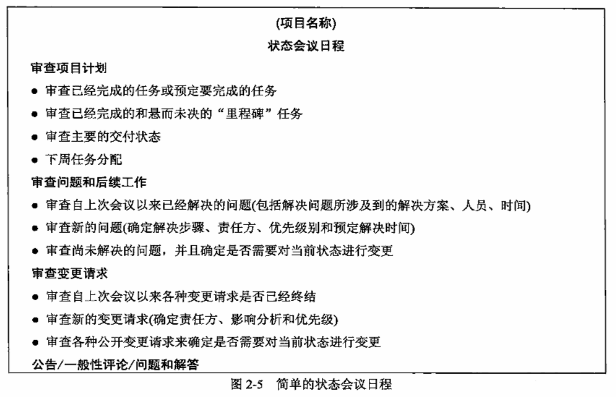 (项目名称)
状态会议日程
审查项目计划
● 审查已经完成的任务或预定要完成的任务
● 审查已经完成的和悬而未决的“里程碑”任务
● 审查主要的交付状态
● 下周任务分配
审查问题和后续工作
● 审查自上次会议以来已经解决的问题(包括解决问题所涉及到的解决方案、人员、时间)
● 审查新的问题(确定解决步骤、责任方、优先级别和预定解决时间)
● 审查尚未解决的问题，并且确定是否需要对当前状态进行变更
审查变更请求
● 审查自上次会议以来各种变更请求是否已经终结
● 审查新的变更请求(确定责任方、影响分析和优先级)
● 审查各种公开变更请求来确定是否需要对当前状态进行变更
公告/一般性评论/问题和解答
图 2-5 简单的状态会议日程